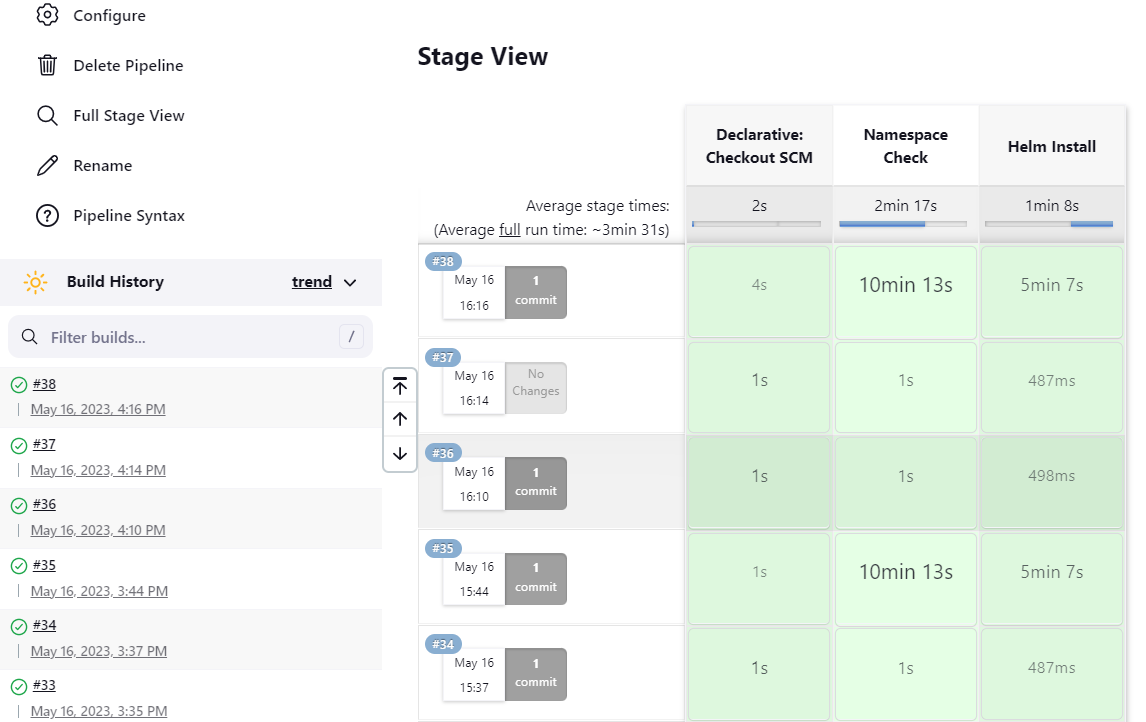 Configure
Delete Pipeline
Full Stage View
Rename
Pipeline Syntax
Build History
trend
Filter builds...
/
#38
May 16, 2023, 4:16 PM
#37
May 16, 2023, 4:14 PM
#36
May 16, 2023, 4:10 PM
#35
May 16, 2023, 3:44 PM
#34
May 16, 2023, 3:37 PM
#33
May 16, 2023, 3:35 PM
Stage View
Declarative:
Checkout SCM
Namespace
Check
Helm Install
Average stage times:
(Average full run time: ~3min 31s)
2s
2min 17s
1min 8s
#38
May 16
16:16
1
commit
4s
10min 13s
5min 7s
#37
May 16
16:14
No
Changes
1s
1s
487ms
#36
May 16
16:10
1
commit
1s
1s
498ms
#35
May 16
15:44
1
commit
1s
10min 13s
5min 7s
#34
May 16
15:37
1
commit
1s
1s
487ms